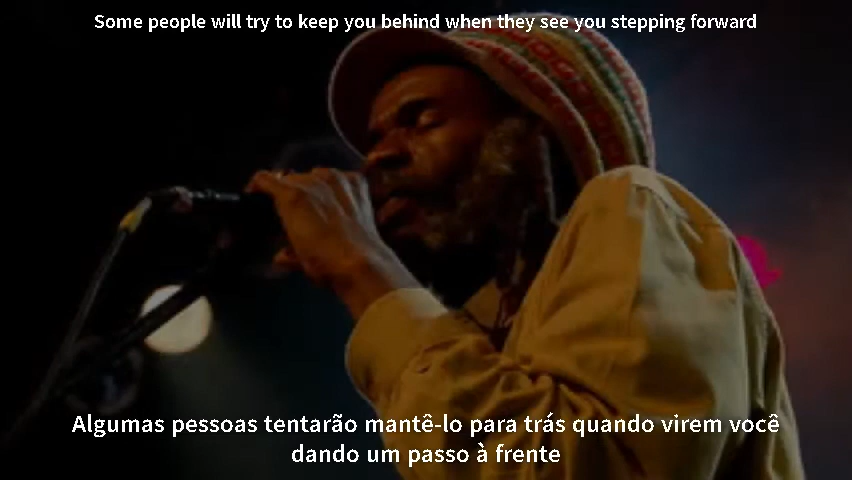 Some people will try to keep you behind when they see you stepping forward
Algumas pessoas tentarão mantê-lo para trás quando virem você
dando um passo à frente